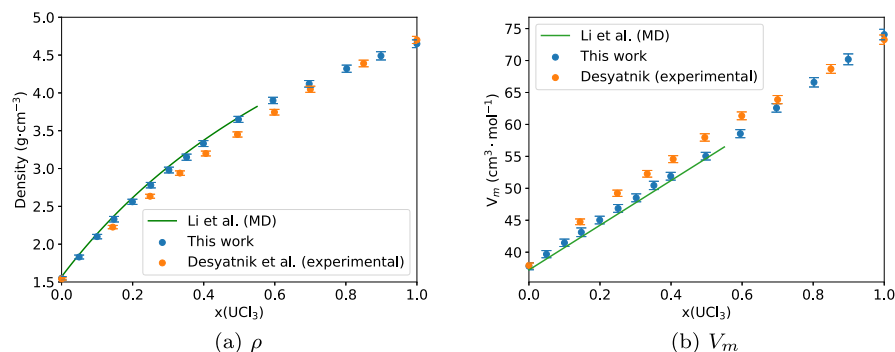 5.0
4.5
4.0
3.5
3.0
2.5
2.0
1.5
Density (g·cm⁻³)
Li et al. (MD)
This work
Desyatnik et al. (experimental)
0.0 0.2 0.4 0.6 0.8 1.0
x(UCl₃)
(a) ρ
75
70
65
60
55
50
45
40
Vₘ (cm³ · mol⁻¹)
Li et al. (MD)
This work
Desyatnik (experimental)
0.0 0.2 0.4 0.6 0.8 1.0
x(UCl₃)
(b) Vₘ